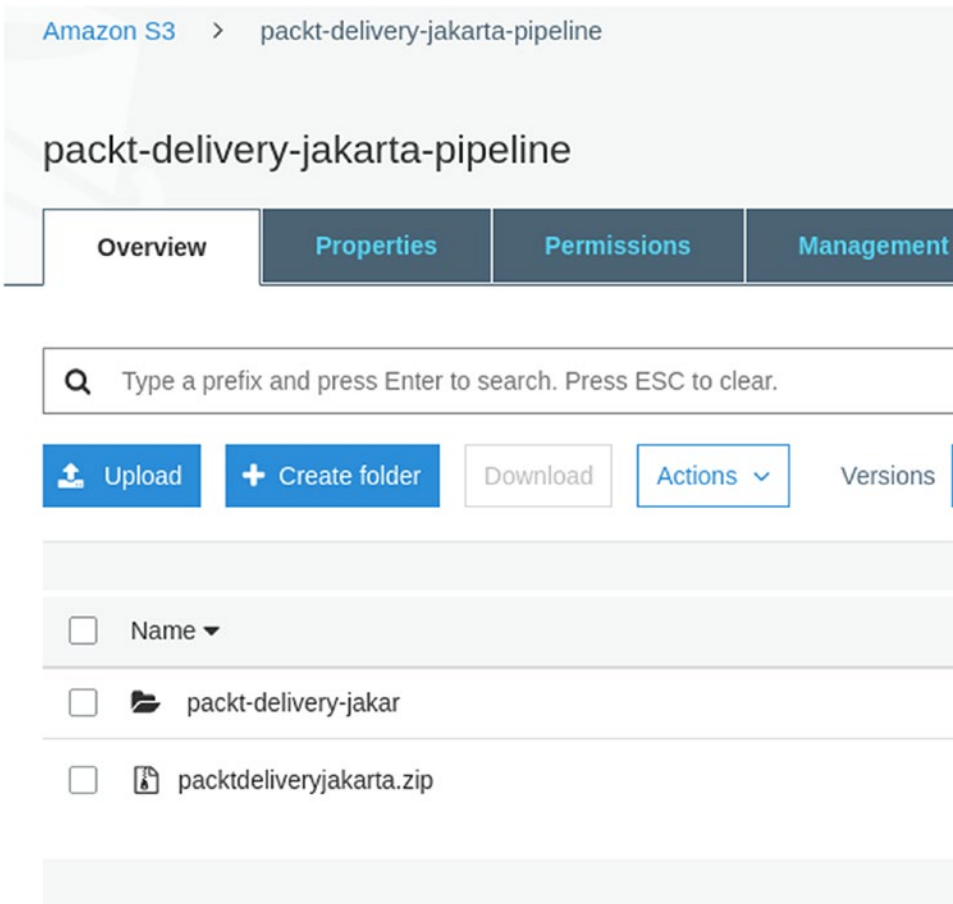 Amazon S3 > packt-delivery-jakarta-pipeline
packt-delivery-jakarta-pipeline
Overview Properties Permissions Management
Type a prefix and press Enter to search. Press ESC to clear.
Upload + Create folder Download Actions Versions
Name
packt-delivery-jakar
packtdeliveryjakarta.zip